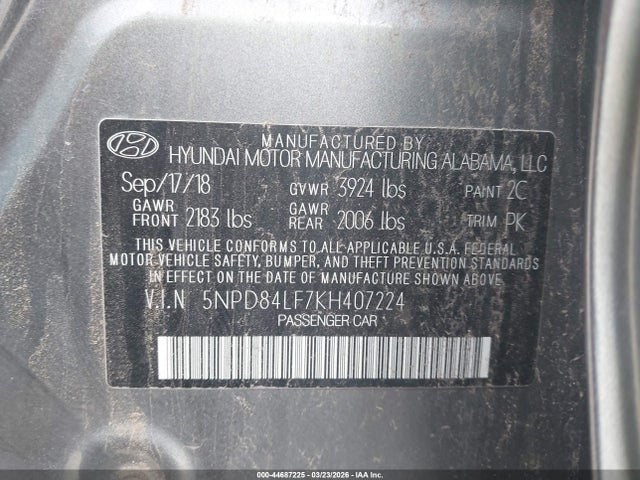 MANUFACTURED BY
HYUNDAI MOTOR MANUFACTURING ALABAMA, LLC
Sep/17/18 GVWR 3924 lbs PAINT 2C
GAWR FRONT 2183 lbs GAWR REAR 2006 lbs TRIM PK
THIS VEHICLE CONFORMS TO ALL APPLICABLE U.S.A. FEDERAL
MOTOR VEHICLE SAFETY, BUMPER, AND THEFT PREVENTION STANDARDS
IN EFFECT ON THE DATE OF MANUFACTURE SHOWN ABOVE.
V.I.N 5NPD84LF7KH407224
PASSENGER CAR
000-44687225 | 03/23/2026 | IAA Inc.